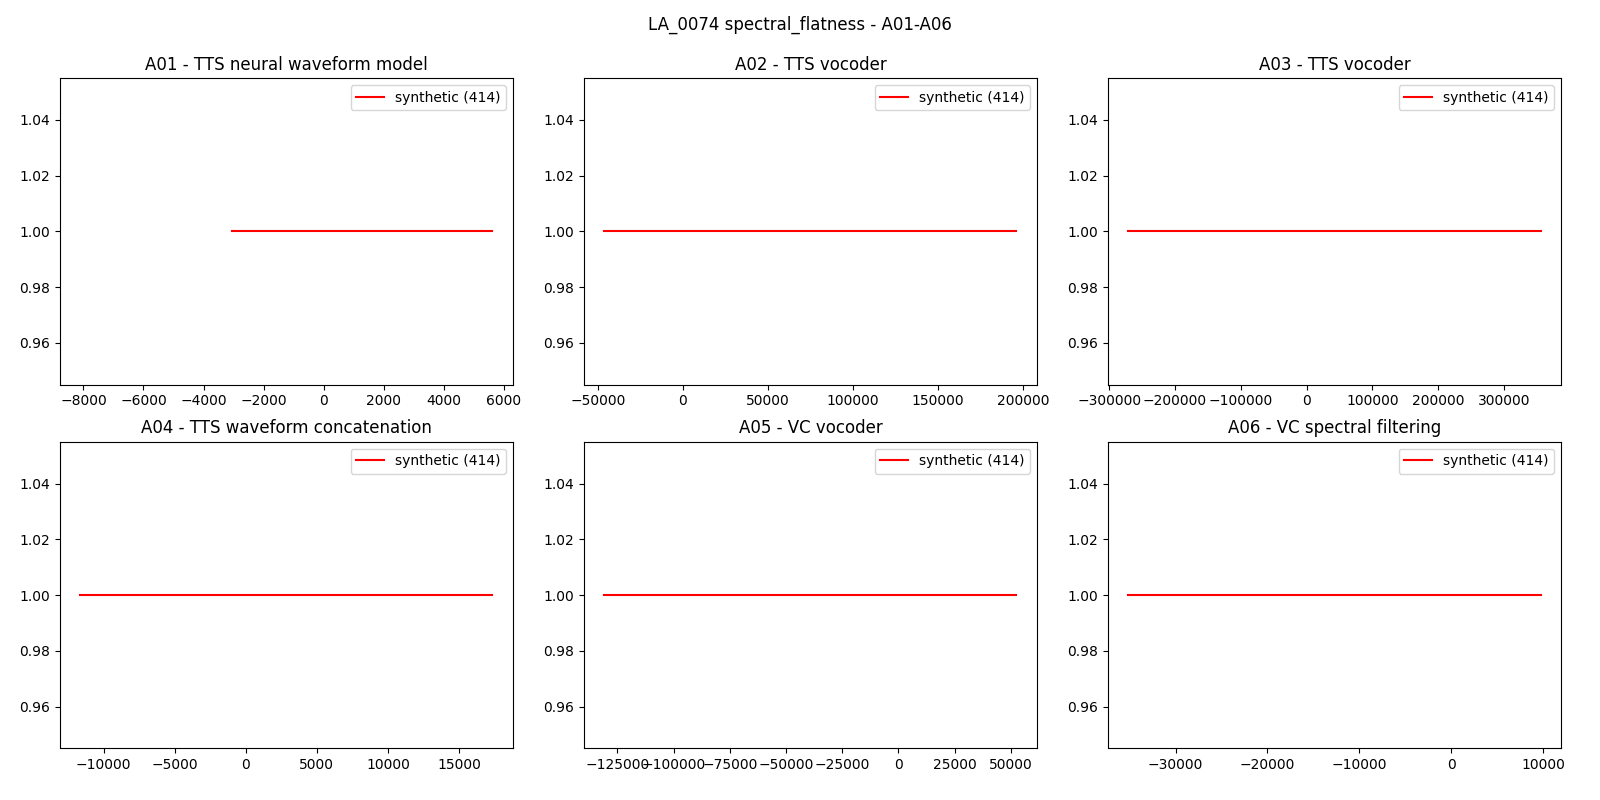 LA_0074 spectral_flatness - A01-A06
A01 - TTS neural waveform model
A02 - TTS vocoder
A03 - TTS vocoder
synthetic (414)
synthetic (414)
synthetic (414)
1.04
1.02
1.00
0.98
0.96
1.04
1.02
1.00
0.98
0.96
1.04
1.02
1.00
0.98
0.96
−8000 −6000 −4000 −2000 0 2000 4000 6000
−50000 0 50000 100000 150000 200000
−300000 −200000 −100000 0 100000 200000 300000
A04 - TTS waveform concatenation
A05 - VC vocoder
A06 - VC spectral filtering
synthetic (414)
synthetic (414)
synthetic (414)
1.04
1.02
1.00
0.98
0.96
1.04
1.02
1.00
0.98
0.96
1.04
1.02
1.00
0.98
0.96
−10000 −5000 0 5000 10000 15000
−125000 −100000 −75000 −50000 −25000 0 25000 50000
−30000 −20000 −10000 0 10000